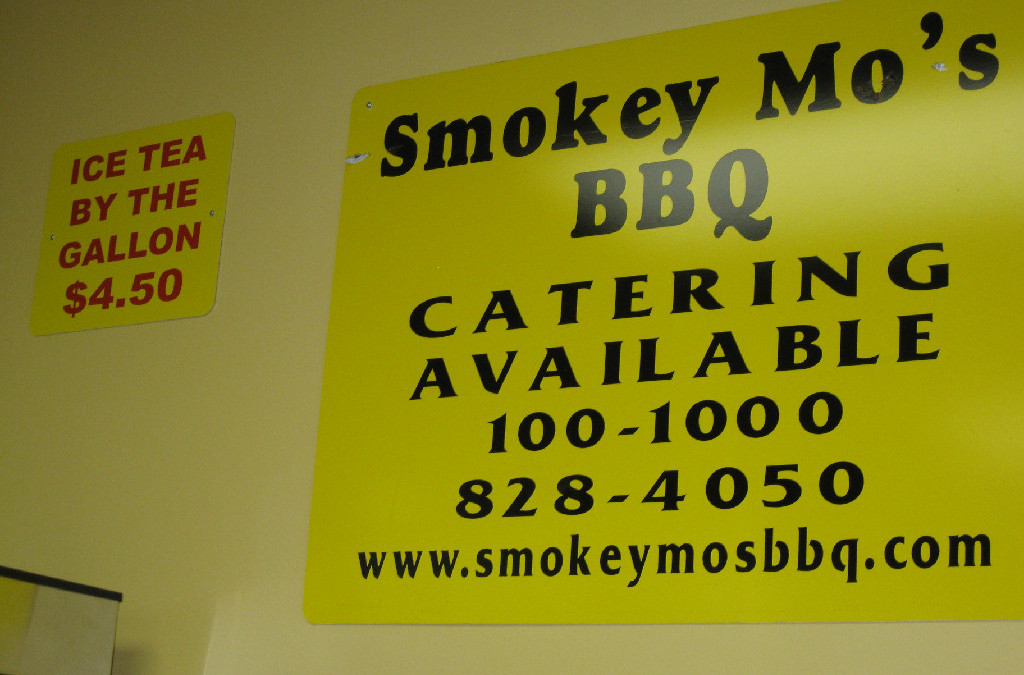 ICE TEA
BY THE
GALLON
$4.50
Smokey Mo's
BBQ
CATERING
AVAILABLE
100-1000
828-4050
www.smokeymosbbq.com